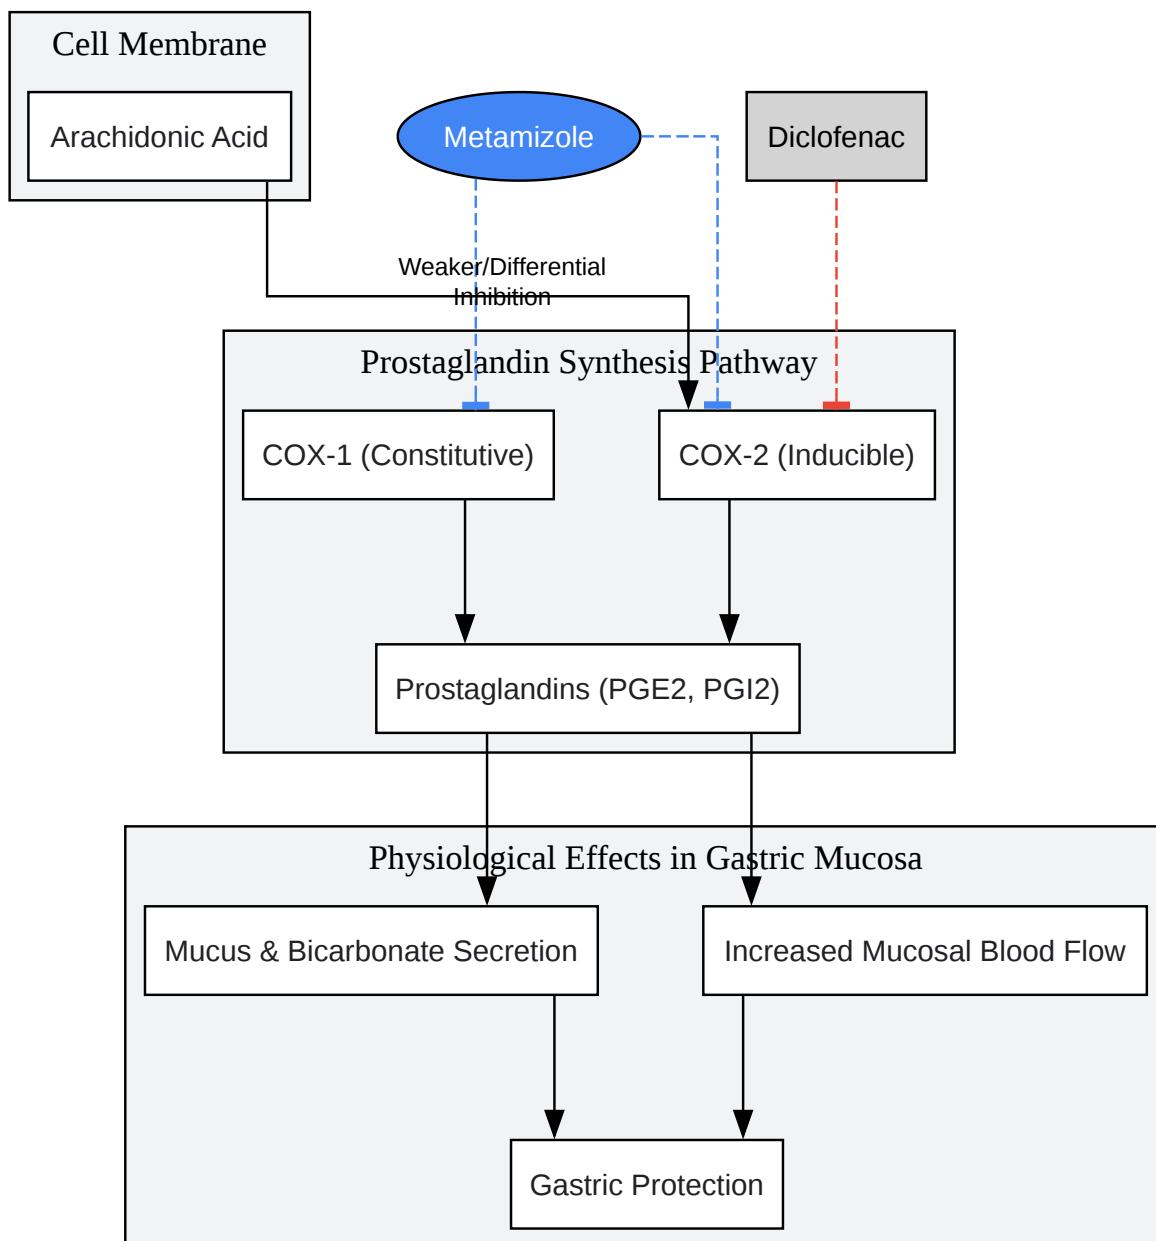 Cell Membrane
Arachidonic Acid
Metamizole
Diclofenac
Weaker/Differential
Inhibition
Prostaglandin Synthesis Pathway
COX-1 (Constitutive)
COX-2 (Inducible)
Prostaglandins (PGE2, PGI2)
Physiological Effects in Gastric Mucosa
Mucus & Bicarbonate Secretion
Increased Mucosal Blood Flow
Gastric Protection